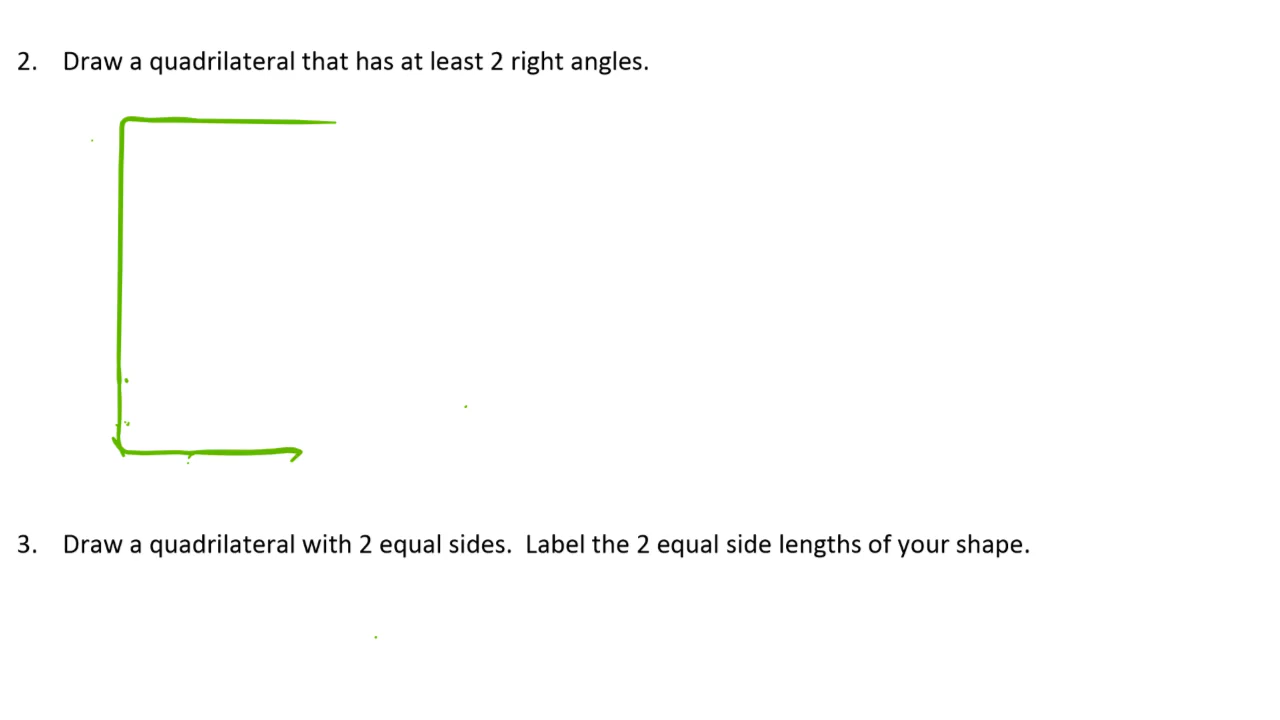 2. Draw a quadrilateral that has at least 2 right angles.
3. Draw a quadrilateral with 2 equal sides. Label the 2 equal side lengths of your shape.